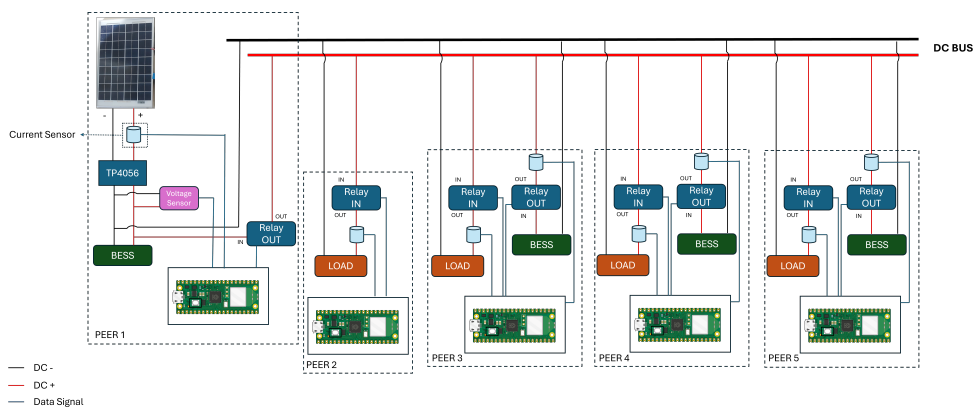 DC BUS
-
+
Current Sensor
TP4056
Voltage
Sensor
BESS
IN
OUT
Relay
OUT
PEER 1
IN
Relay
IN
OUT
LOAD
PEER 2
IN
Relay
IN
OUT
LOAD
OUT
Relay
OUT
IN
BESS
PEER 3
IN
Relay
IN
OUT
LOAD
OUT
Relay
OUT
IN
BESS
PEER 4
IN
Relay
IN
OUT
LOAD
OUT
Relay
OUT
IN
BESS
PEER 5
DC -
DC +
Data Signal